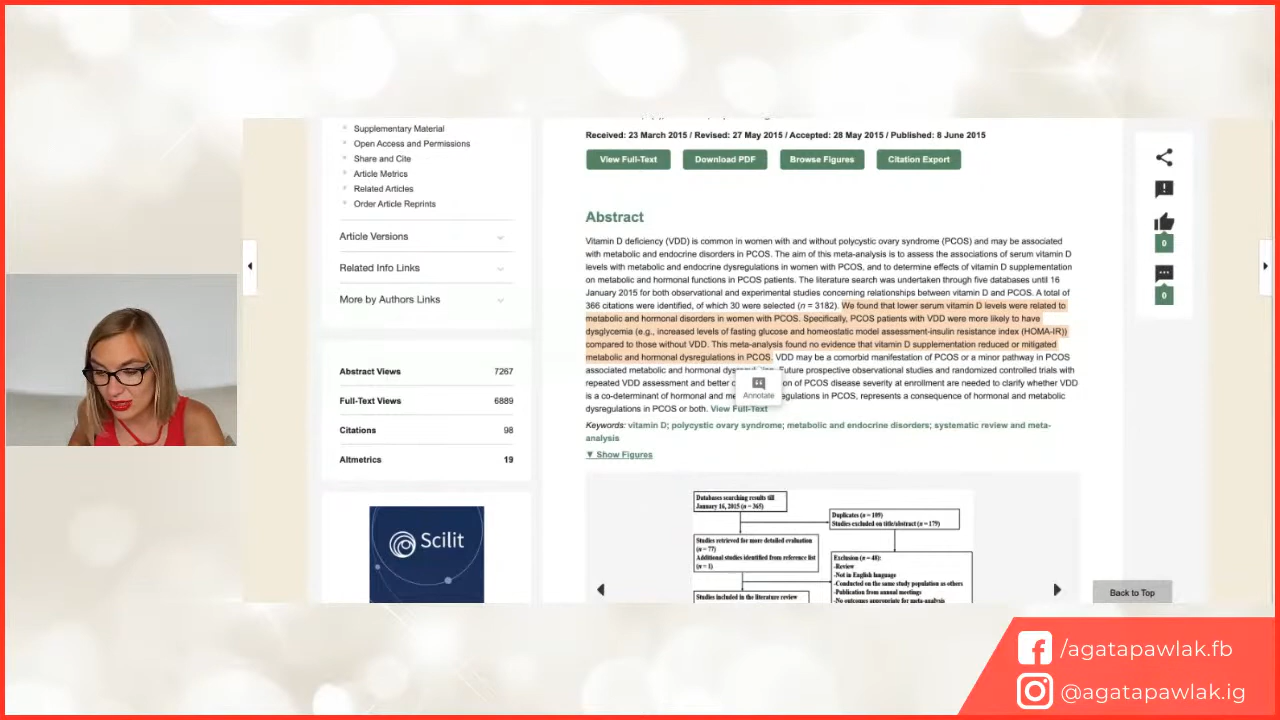 Supplementary Material
Open Access and Permissions
Share and Cite
Article Metrics
Related Articles
Order Article Reprints
Article Versions
Related Info Links
More by Authors Links
Abstract Views 7267
Full-Text Views 6889
Citations 98
Altmetrics 19
Scilit
Received: 23 March 2015 / Revised: 27 May 2015 / Accepted: 28 May 2015 / Published: 8 June 2015
View Full-Text Download PDF Browse Figures Citation Export
Abstract
Vitamin D deficiency (VDD) is common in women with and without polycystic ovary syndrome (PCOS) and may be associated
with metabolic and endocrine disorders in PCOS. The aim of this meta-analysis is to assess the associations of serum vitamin D
levels with metabolic and endocrine dysregulations in women with PCOS, and to determine effects of vitamin D supplementation
on metabolic and hormonal functions in PCOS patients. The literature search was undertaken through five databases until 16
January 2015 for both observational and experimental studies concerning relationships between vitamin D and PCOS. A total of
366 citations were identified, of which 30 were selected (n = 3182). We found that lower serum vitamin D levels were related to
metabolic and hormonal disorders in women with PCOS. Specifically, PCOS patients with VDD were more likely to have
dysglycemia (e.g., increased levels of fasting glucose and homeostatic model assessment-insulin resistance index (HOMA-IR))
compared to those without VDD. This meta-analysis found no evidence that vitamin D supplementation reduced or mitigated
metabolic and hormonal dysregulations in PCOS. VDD may be a comorbid manifestation of PCOS or a minor pathway in PCOS
associated metabolic and hormonal Future prospective observational studies and randomized controlled trials with
repeated VDD assessment and better of PCOS disease severity at enrollment are needed to clarify whether VDD
is a co-determinant of hormonal and in PCOS, represents a consequence of hormonal and metabolic
dysregulations in PCOS or both. View Full-Text
Annotate
Keywords: vitamin D; polycystic ovary syndrome; metabolic and endocrine disorders; systematic review and meta-
analysis
▼ Show Figures
Databases searching results till
January 16, 2015 (n = 365)
Duplicates (n = 109)
Studies excluded on title/abstract (n = 179)
Studies retrieved for more detailed evaluation
(n = 77)
Additional studies identified from reference list
(n = 1)
Exclusion (n = 48):
-Review
-Not in English language
-Conducted on the same study population as others
-Publication from annual meetings
-No outcomes appropriate for meta-analysis
Studies included in the literature review
0
0
Back to Top
/agatapawlak.fb
@agatapawlak.ig